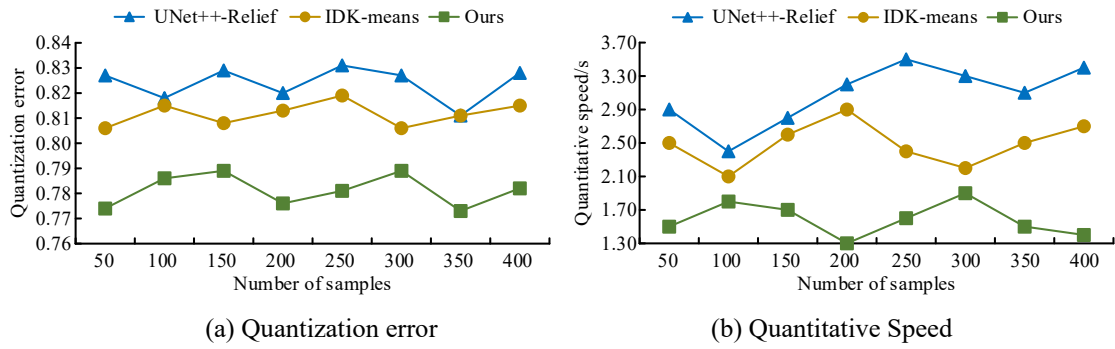 UNet++-Relief IDK-means Ours
0.84
0.83
0.82
0.81
0.80
0.79
0.78
0.77
0.76
Quantization error
50 100 150 200 250 300 350 400
Number of samples
(a) Quantization error
UNet++-Relief IDK-means Ours
3.70
3.30
2.90
2.50
2.10
1.70
1.30
Quantitative speed/s
50 100 150 200 250 300 350 400
Number of samples
(b) Quantitative Speed